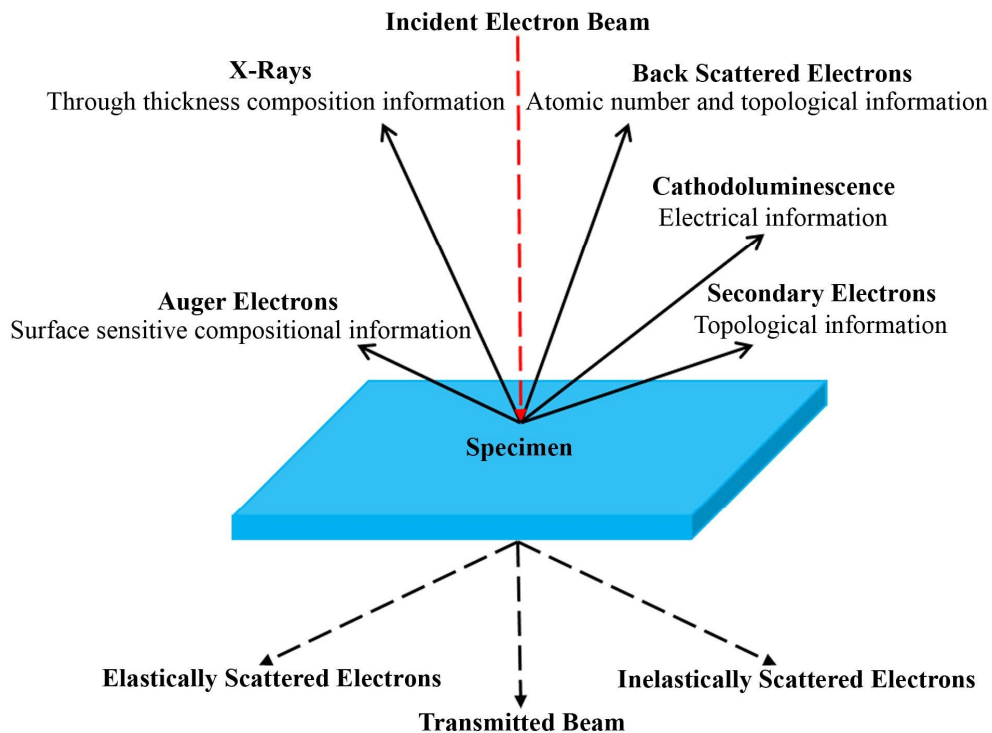 Incident Electron Beam
X-Rays
Through thickness composition information
Back Scattered Electrons
Atomic number and topological information
Cathodoluminescence
Electrical information
Auger Electrons
Surface sensitive compositional information
Secondary Electrons
Topological information
Specimen
Elastically Scattered Electrons
Inelastically Scattered Electrons
Transmitted Beam